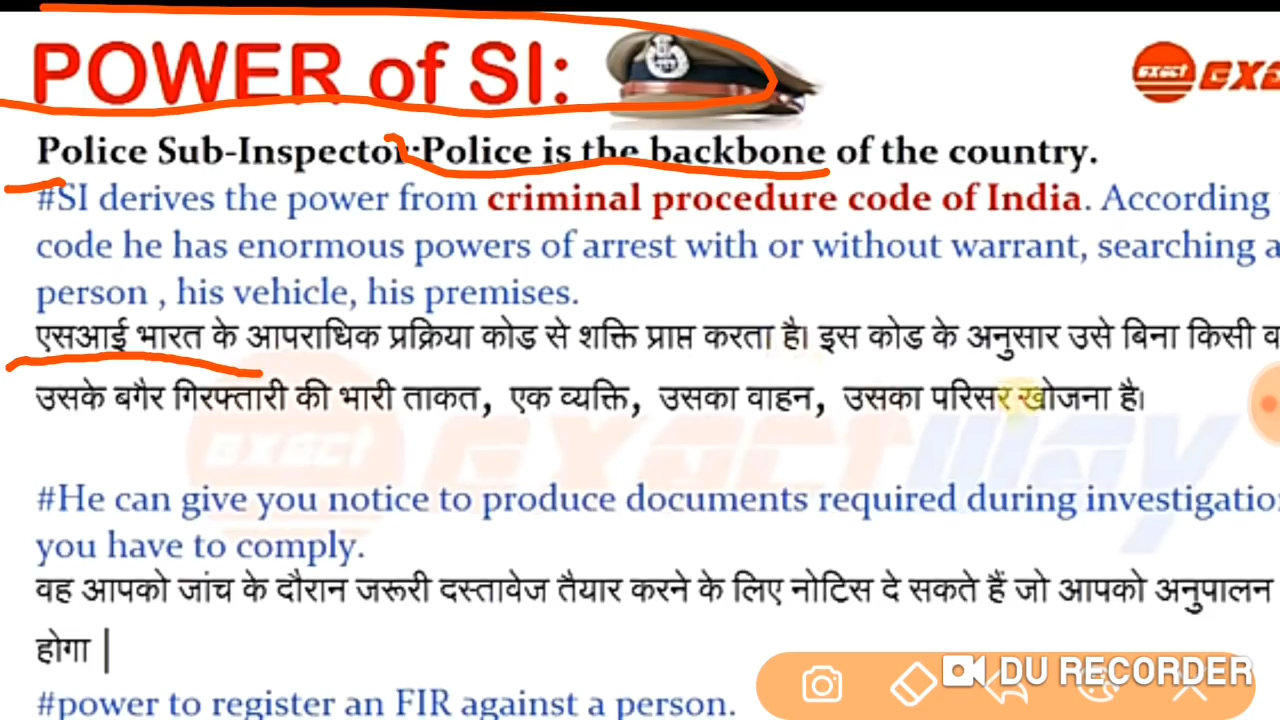 POWER of SI:
exact
Police Sub-Inspector:Police is the backbone of the country.
#SI derives the power from criminal procedure code of India. According
code he has enormous powers of arrest with or without warrant, searching a
person , his vehicle, his premises.
एसआई भारत के आपराधिक प्रक्रिया कोड से शक्ति प्राप्त करता है। इस कोड के अनुसार उसे बिना किसी
उसके बगैर गिरफ्तारी की भारी ताकत, एक व्यक्ति, उसका वाहन, उसका परिसर खोजना है।
exact exactway
#He can give you notice to produce documents required during
you have to comply.
वह आपको जांच के दौरान जरूरी दस्तावेज तैयार करने के लिए नोटिस दे सकते हैं जो आपको अनुपालन
होगा |
DU RECORDER
#power to register an FIR against a person.